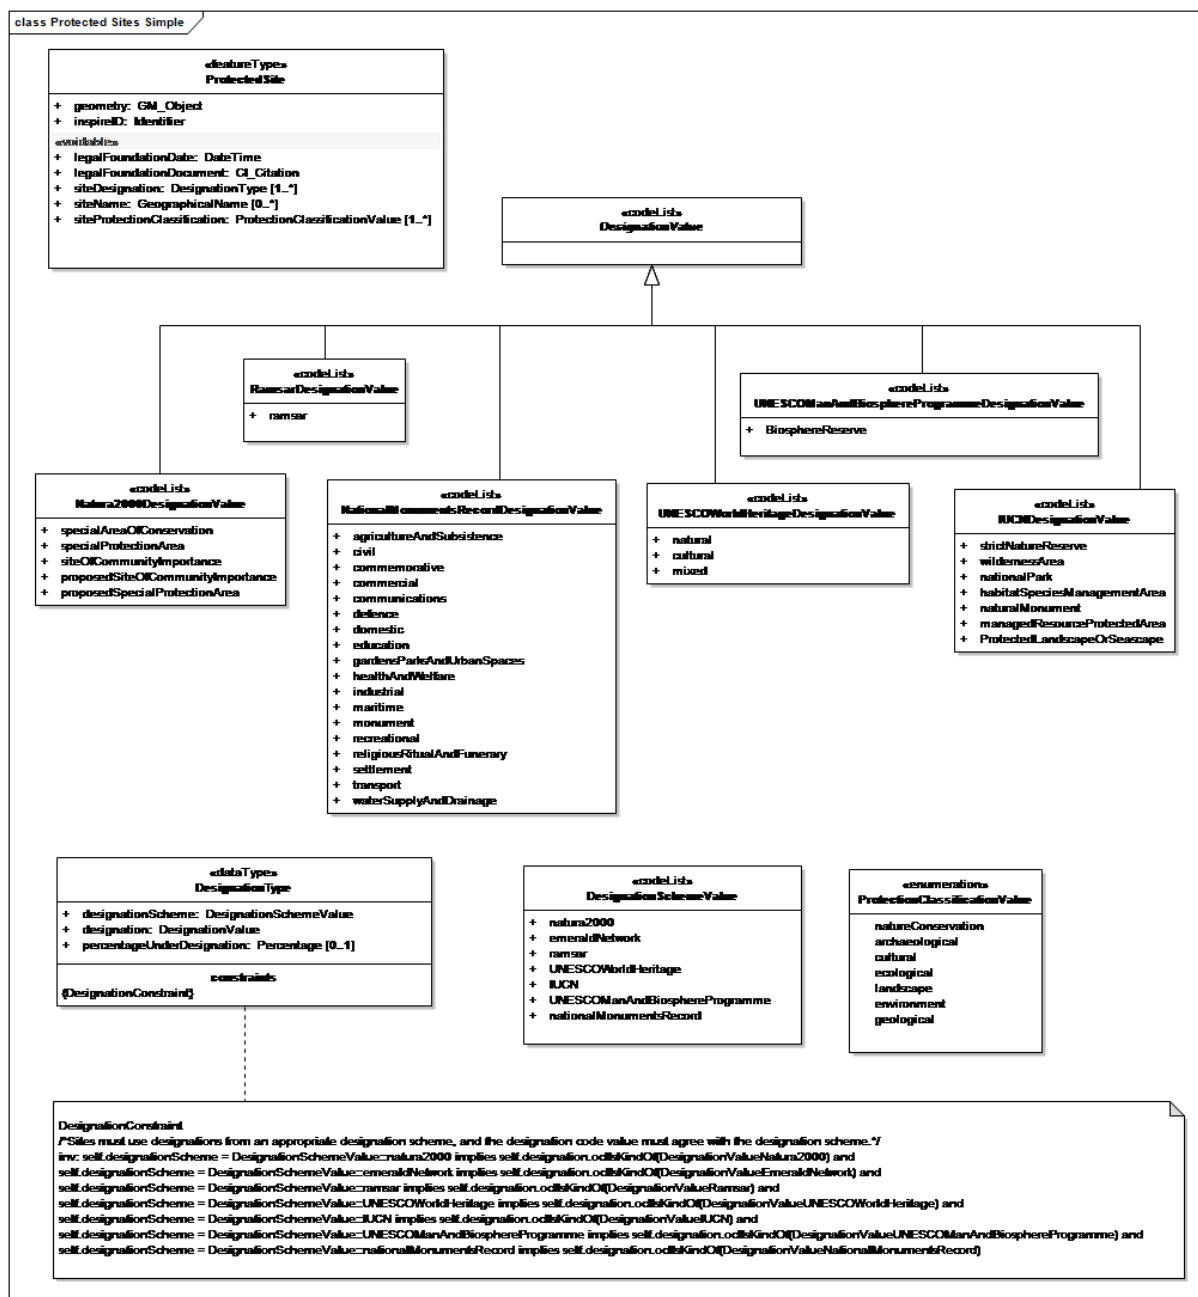 class Protected Sites Simple
«featureType»
ProtectedSite
+ geometry: GM_Object
+ inspireID: Identifier
«voidable»
+ legalFoundationDate: DateTime
+ legalFoundationDocument: CI_Citation
+ siteDesignation: DesignationType [1..*]
+ siteName: GeographicalName [0..*]
+ siteProtectionClassification: ProtectionClassificationValue [1..*]
«codeList»
DesignationValue
«codeList»
RamsarDesignationValue
+ ramsar
«codeList»
UNESCOManAndBiosphereProgrammeDesignationValue
+ BiosphereReserve
«codeList»
Natura2000DesignationValue
+ specialAreaOfConservation
+ specialProtectionArea
+ siteOfCommunityImportance
+ proposedSiteOfCommunityImportance
+ proposedSpecialProtectionArea
«codeList»
NationalMonumentsRecordDesignationValue
+ agricultureAndSubsistence
+ civil
+ commemorative
+ commercial
+ communications
+ defence
+ domestic
+ education
+ gardensParksAndUrbanSpaces
+ healthAndWelfare
+ industrial
+ maritime
+ monument
+ recreational
+ religiousRitualAndFunerary
+ settlement
+ transport
+ waterSupplyAndDrainage
«codeList»
UNESCOWorldHeritageDesignationValue
+ natural
+ cultural
+ mixed
«codeList»
IUCNDesignationValue
+ strictNatureReserve
+ wildernessArea
+ nationalPark
+ habitatSpeciesManagementArea
+ naturalMonument
+ managedResourceProtectedArea
+ ProtectedLandscapeOrSeascape
«dataType»
DesignationType
+ designationScheme: DesignationSchemeValue
+ designation: DesignationValue
+ percentageUnderDesignation: Percentage [0..1]
constraints
{DesignationConstraint}
«codeList»
DesignationSchemeValue
+ natura2000
+ emeraldNetwork
+ ramsar
+ UNESCOWorldHeritage
+ IUCN
+ UNESCOManAndBiosphereProgramme
+ nationalMonumentsRecord
«enumeration»
ProtectionClassificationValue
natureConservation
archaeological
cultural
ecological
landscape
environment
geological
DesignationConstraint
/*Sites must use designations from an appropriate designation scheme, and the designation code value must agree with the designation scheme.*/
inv: self.designationScheme = DesignationSchemeValue::natura2000 implies self.designation.oclIsKindOf(DesignationValueNatura2000) and
self.designationScheme = DesignationSchemeValue::emeraldNetwork implies self.designation.oclIsKindOf(DesignationValueEmeraldNetwork) and
self.designationScheme = DesignationSchemeValue::ramsar implies self.designation.oclIsKindOf(DesignationValueRamsar) and
self.designationScheme = DesignationSchemeValue::UNESCOWorldHeritage implies self.designation.oclIsKindOf(DesignationValueUNESCOWorldHeritage) and
self.designationScheme = DesignationSchemeValue::IUCN implies self.designation.oclIsKindOf(DesignationValueIUCN) and
self.designationScheme = DesignationSchemeValue::UNESCOManAndBiosphereProgramme implies self.designation.oclIsKindOf(DesignationValueUNESCOManAndBiosphereProgramme) and
self.designationScheme = DesignationSchemeValue::nationalMonumentsRecord implies self.designation.oclIsKindOf(DesignationValueNationalMonumentsRecord)